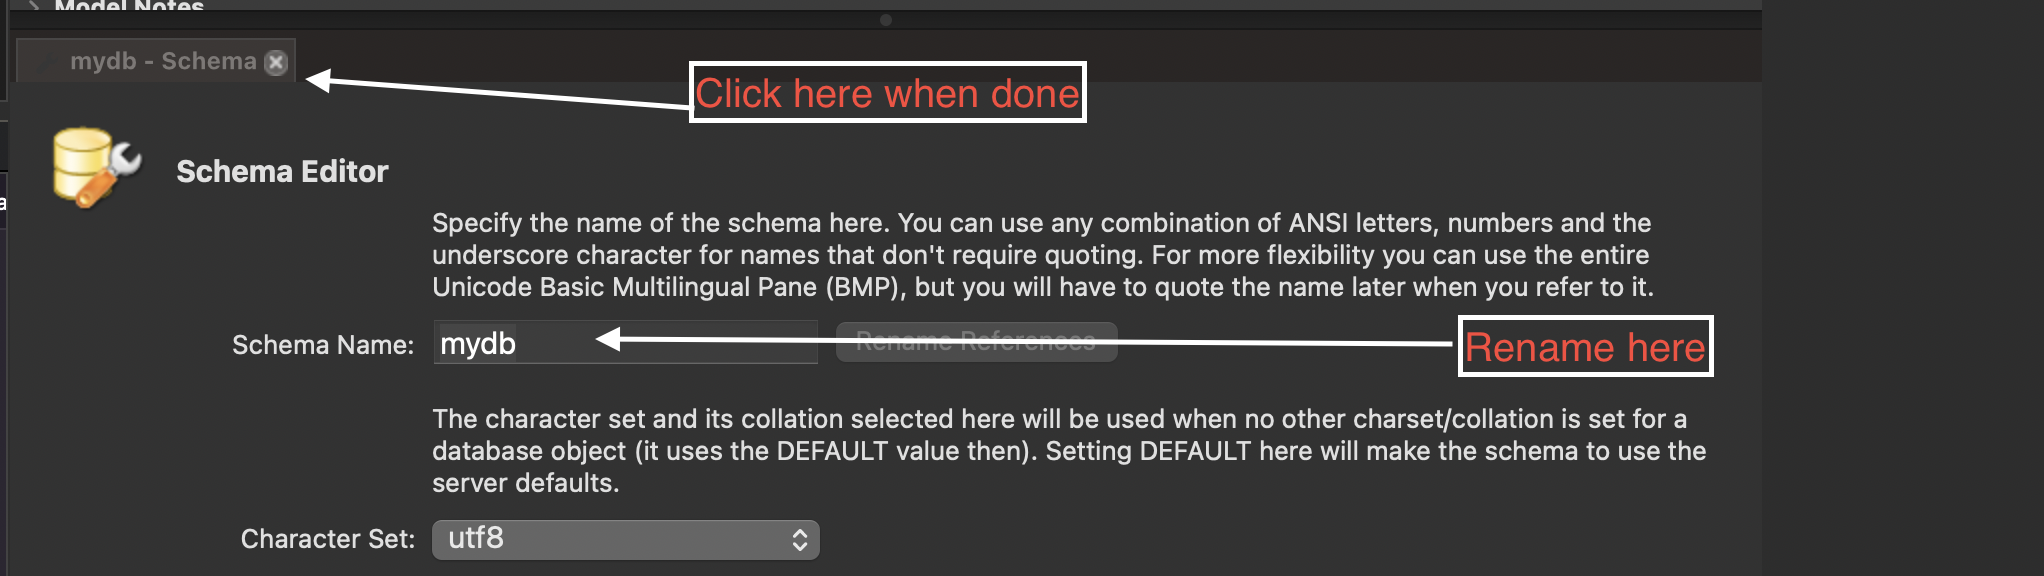 Model Notes
mydb - Schema
Click here when done
Schema Editor
Specify the name of the schema here. You can use any combination of ANSI letters, numbers and the
underscore character for names that don't require quoting. For more flexibility you can use the entire
Unicode Basic Multilingual Pane (BMP), but you will have to quote the name later when you refer to it.
Schema Name: mydb Rename References Rename here
The character set and its collation selected here will be used when no other charset/collation is set for a
database object (it uses the DEFAULT value then). Setting DEFAULT here will make the schema to use the
server defaults.
Character Set: utf8